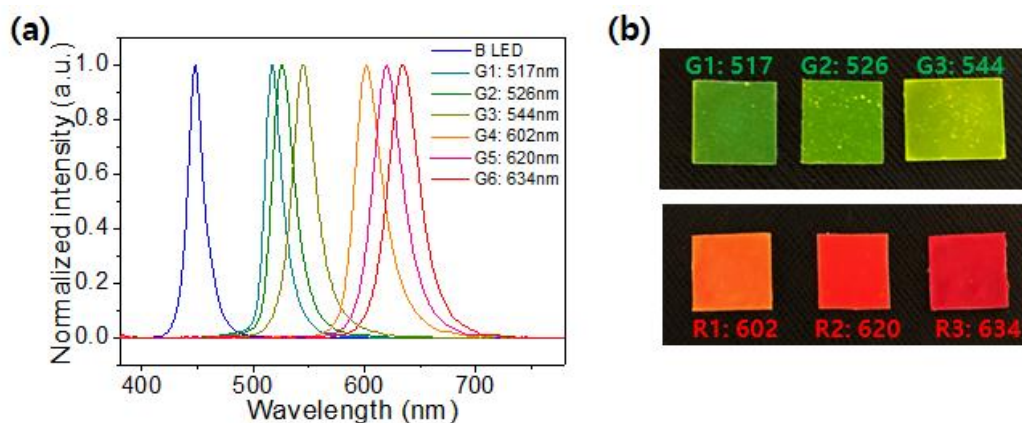 (a)
Normalized intensity (a.u.)
1.0
0.8
0.6
0.4
0.2
0.0
400
500
600
700
Wavelength (nm)
B LED
G1: 517nm
G2: 526nm
G3: 544nm
G4: 602nm
G5: 620nm
G6: 634nm
(b)
G1: 517 G2: 526 G3: 544
R1: 602 R2: 620 R3: 634